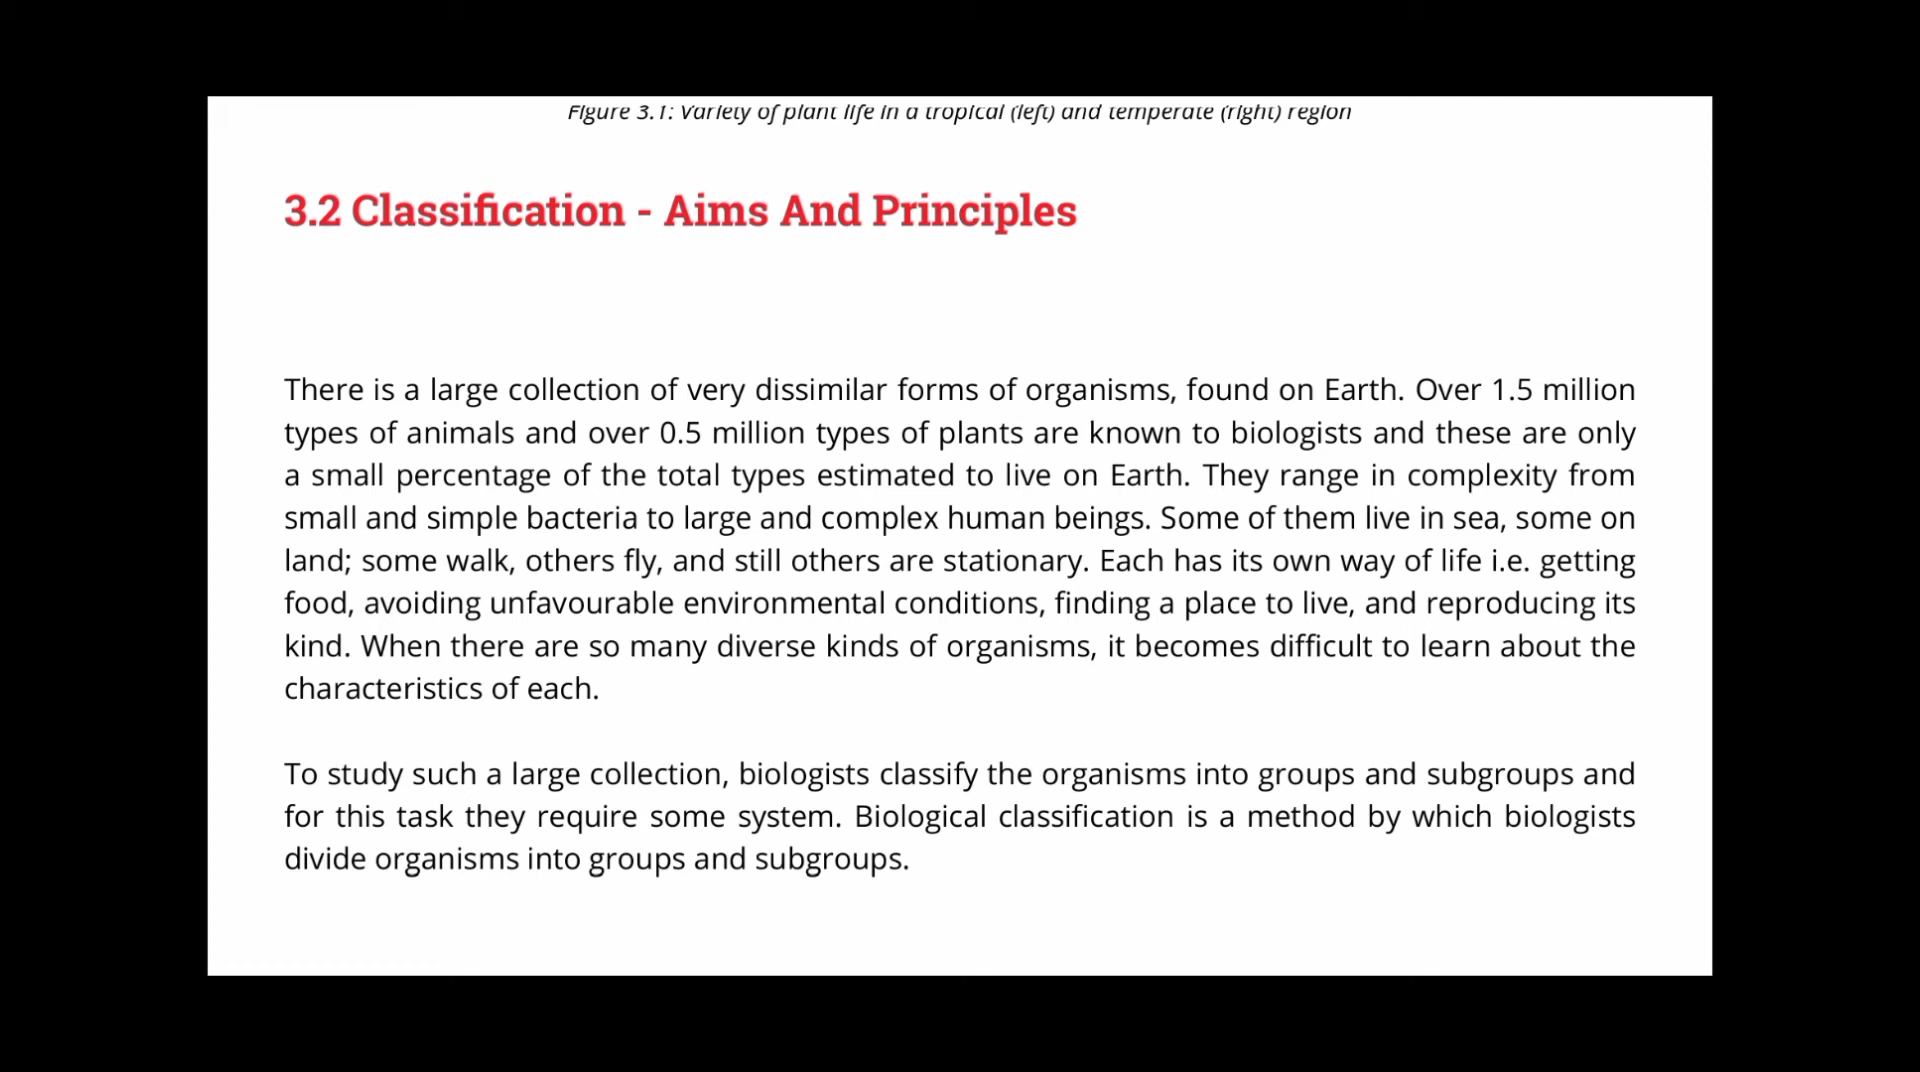 Figure 3.1: Variety of plant life in a tropical (left) and temperate (right) region
3.2 Classification - Aims And Principles
There is a large collection of very dissimilar forms of organisms, found on Earth. Over 1.5 million
types of animals and over 0.5 million types of plants are known to biologists and these are only
a small percentage of the total types estimated to live on Earth. They range in complexity from
small and simple bacteria to large and complex human beings. Some of them live in sea, some on
land; some walk, others fly, and still others are stationary. Each has its own way of life i.e. getting
food, avoiding unfavourable environmental conditions, finding a place to live, and reproducing its
kind. When there are so many diverse kinds of organisms, it becomes difficult to learn about the
characteristics of each.
To study such a large collection, biologists classify the organisms into groups and subgroups and
for this task they require some system. Biological classification is a method by which biologists
divide organisms into groups and subgroups.